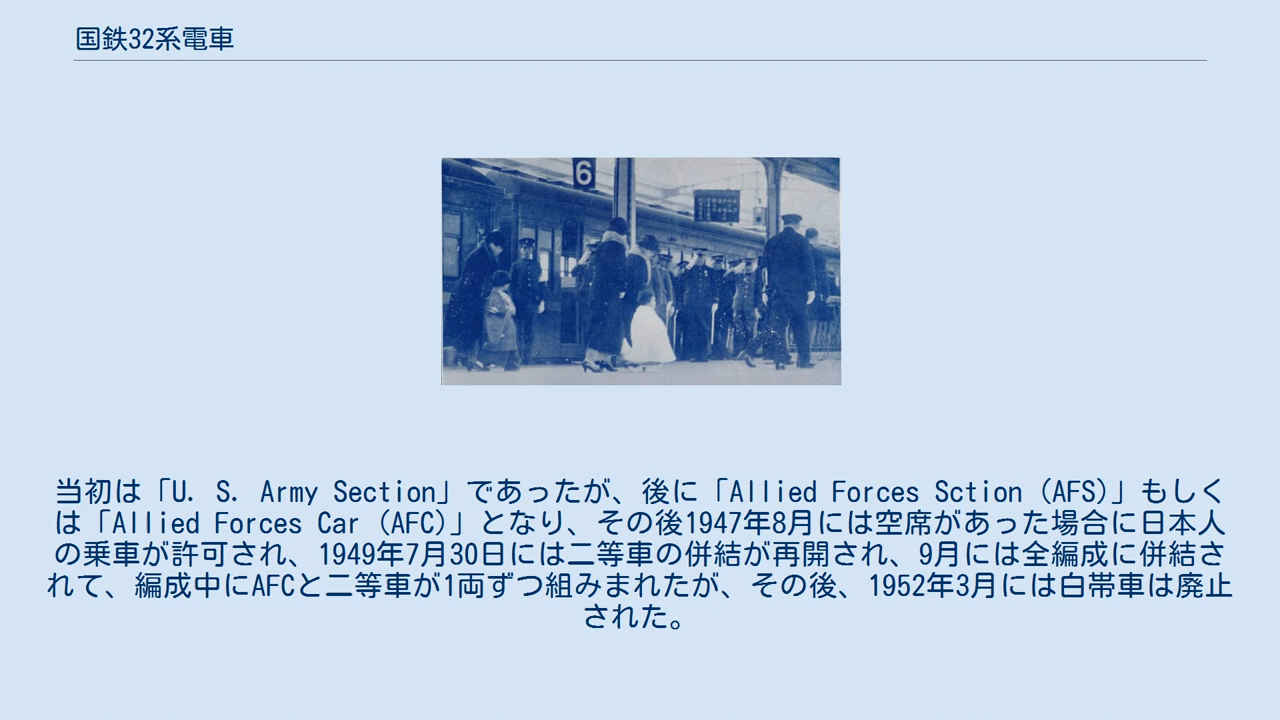 国鉄32系電車
6
当初は「U. S. Army Section」であったが、後に「Allied Forces Sction (AFS)」もしく
は「Allied Forces Car (AFC)」となり、その後1947年8月には空席があった場合に日本人
の乗車が許可され、1949年7月30日には二等車の併結が再開され、9月には全編成に併結さ
れて、編成中にAFCと二等車が1両ずつ組みまれたが、その後、1952年3月には白帯車は廃止
された。